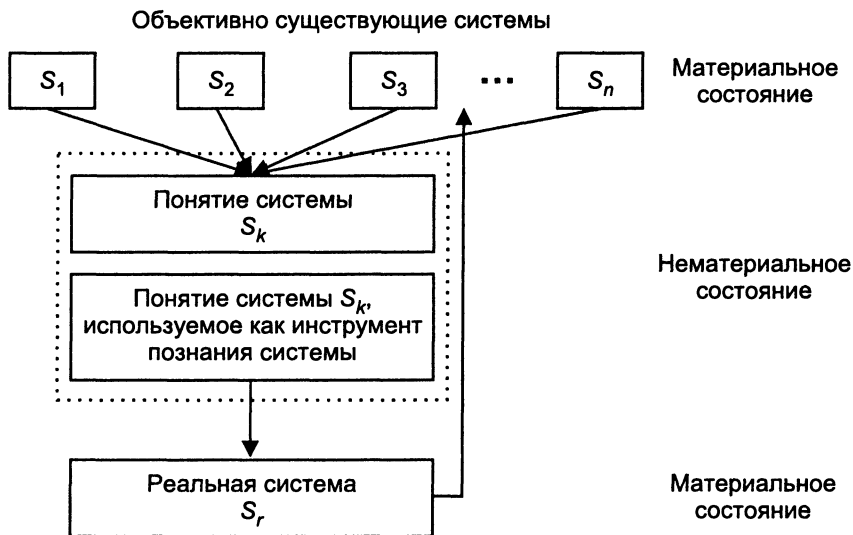 Объективно существующие системы
S1 S2 S3 ... Sn
Материальное
состояние
Понятие системы
Sk
Нематериальное
состояние
Понятие системы Sk,
используемое как инструмент
познания системы
Реальная система
Sr
Материальное
состояние